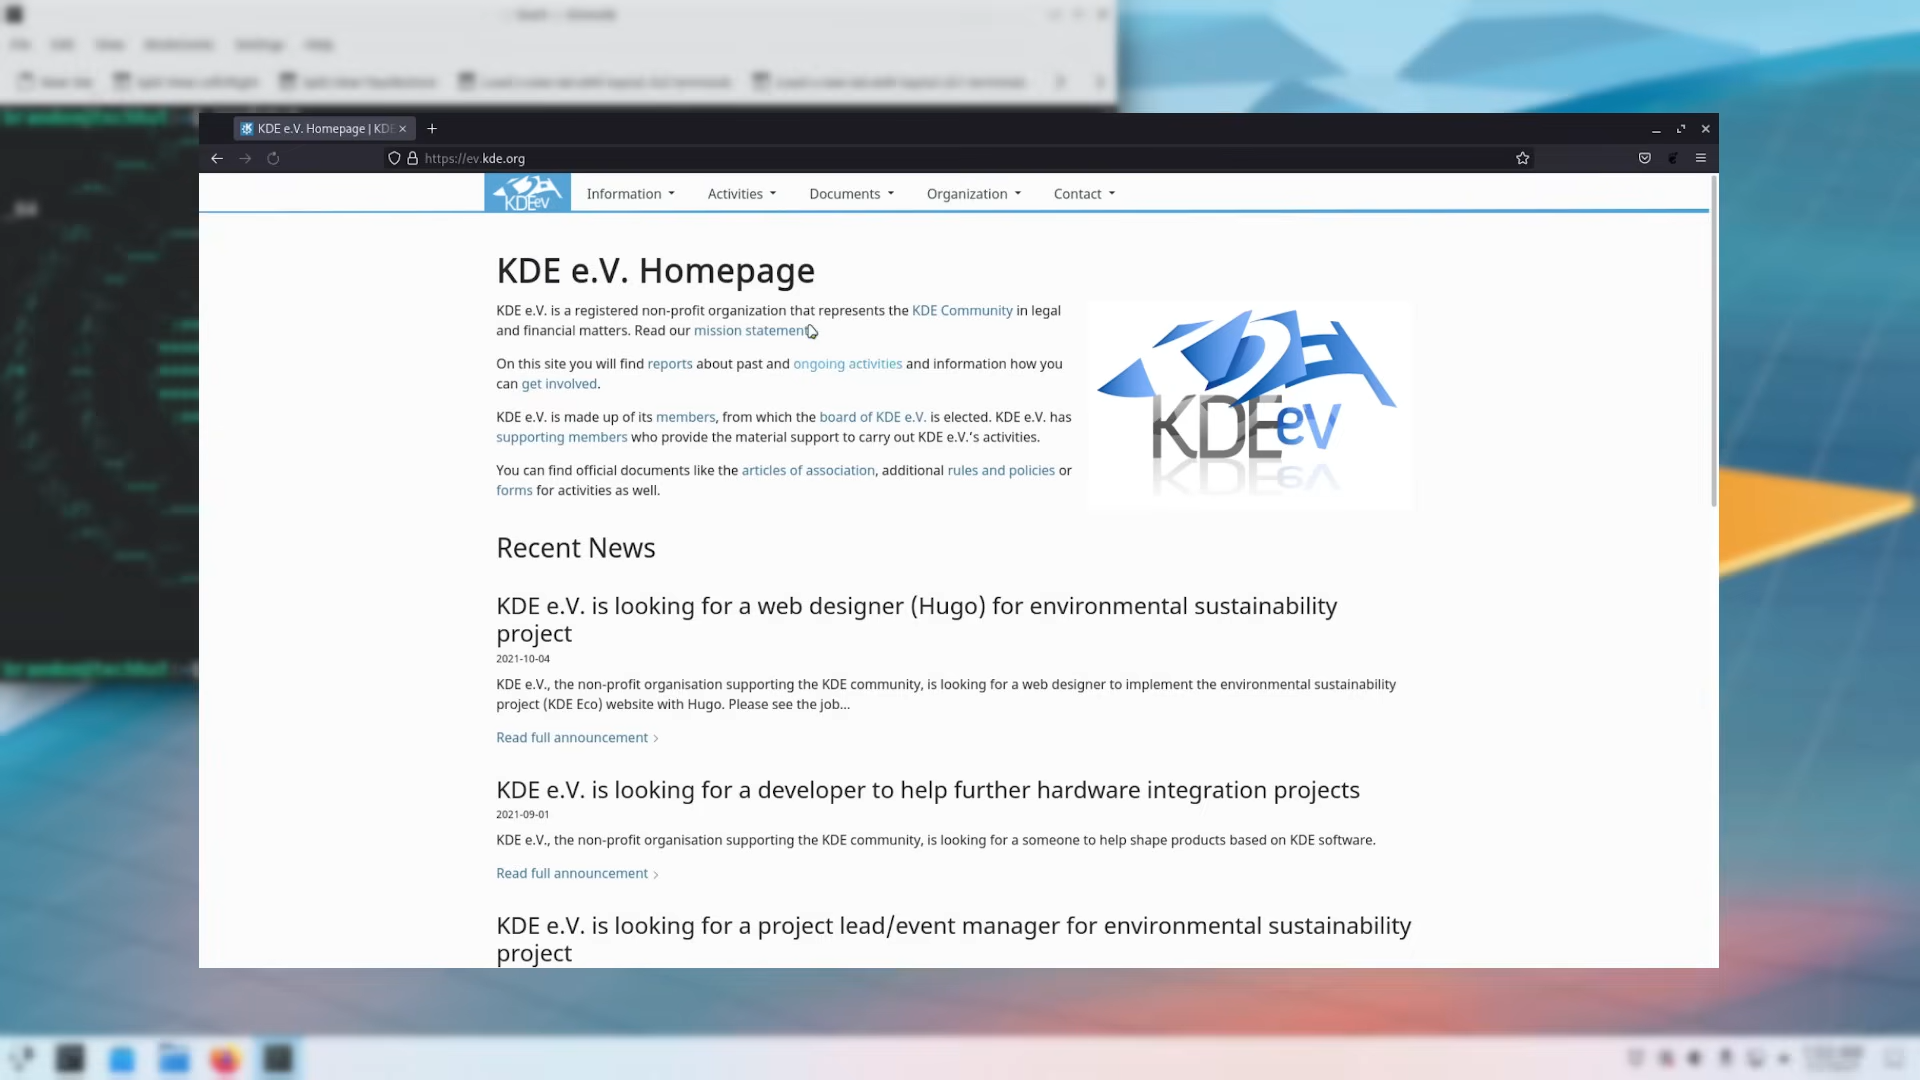 File Edit View Bookmarks Settings Help
KDE e.V. Homepage | KDE
https://ev.kde.org
KDEev Information Activities Documents Organization Contact
KDE e.V. Homepage
KDE e.V. is a registered non-profit organization that represents the KDE Community in legal
and financial matters. Read our mission statement
On this site you will find reports about past and ongoing activities and information how you
can get involved.
KDE e.V. is made up of its members, from which the board of KDE e.V. is elected. KDE e.V. has
supporting members who provide the material support to carry out KDE e.V.'s activities.
You can find official documents like the articles of association, additional rules and policies or
forms for activities as well.
KDEeV
Recent News
KDE e.V. is looking for a web designer (Hugo) for environmental sustainability
project
2021-10-04
KDE e.V., the non-profit organisation supporting the KDE community, is looking for a web designer to implement the environmental sustainability
project (KDE Eco) website with Hugo. Please see the job...
Read full announcement
KDE e.V. is looking for a developer to help further hardware integration projects
2021-09-01
KDE e.V., the non-profit organisation supporting the KDE community, is looking for a someone to help shape products based on KDE software.
Read full announcement
KDE e.V. is looking for a project lead/event manager for environmental sustainability
project